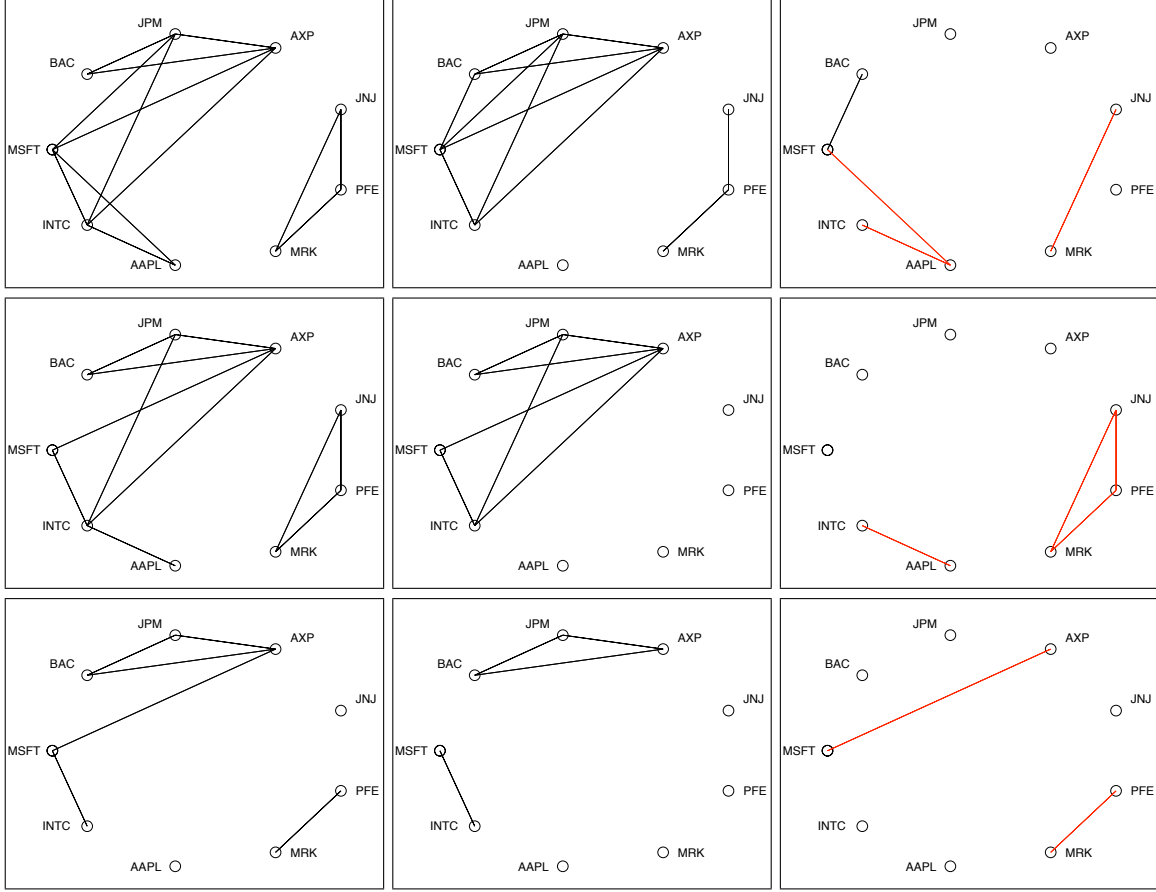 JPM
AXP
BAC
JNJ
MSFT
PFE
INTC
MRK
AAPL
JPM
AXP
BAC
JNJ
MSFT
PFE
INTC
MRK
AAPL
JPM
AXP
BAC
JNJ
MSFT
PFE
INTC
MRK
AAPL
JPM
AXP
BAC
JNJ
MSFT
PFE
INTC
MRK
AAPL
JPM
AXP
BAC
JNJ
MSFT
PFE
INTC
MRK
AAPL
JPM
AXP
BAC
JNJ
MSFT
PFE
INTC
MRK
AAPL
JPM
AXP
BAC
JNJ
MSFT
PFE
INTC
MRK
AAPL
JPM
AXP
BAC
JNJ
MSFT
PFE
INTC
MRK
AAPL
JPM
AXP
BAC
JNJ
MSFT
PFE
INTC
MRK
AAPL